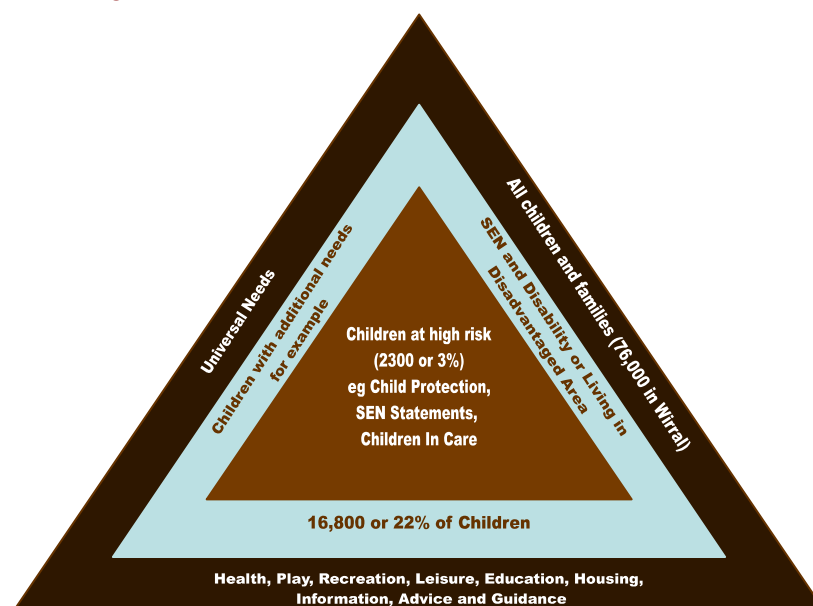 Universal Needs
All children and families (76,000 in Wirral)
Children with additional needs
for example
SEN and Disability or Living in
Disadvantaged Area
Children at high risk
(2300 or 3%)
eg Child Protection,
SEN Statements,
Children In Care
16,800 or 22% of Children
Health, Play, Recreation, Leisure, Education, Housing,
Information, Advice and Guidance